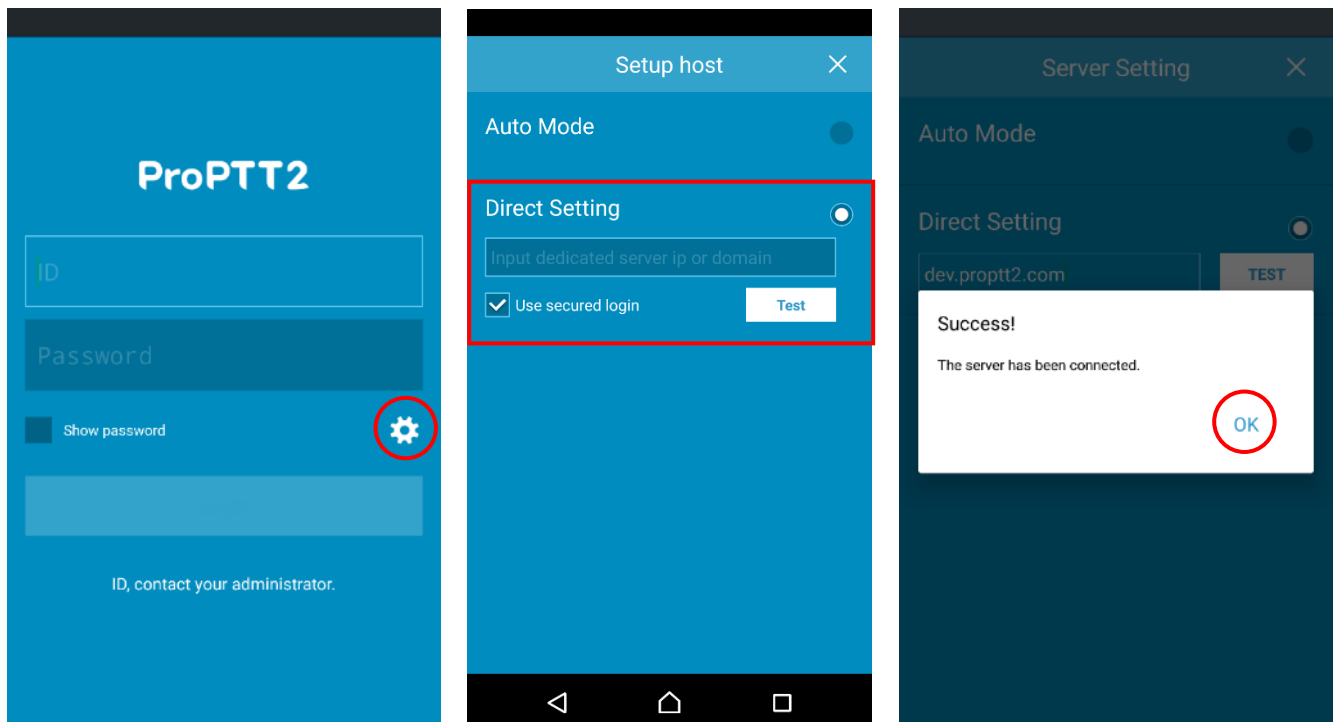 ProPTT2
ID
Password
Show password
ID, contact your administrator.
Setup host
Auto Mode
Direct Setting
Input dedicated server ip or domain
Use secured login
Test
Server Setting
Auto Mode
Direct Setting
dev.proptt2.com
TEST
Success!
The server has been connected.
OK